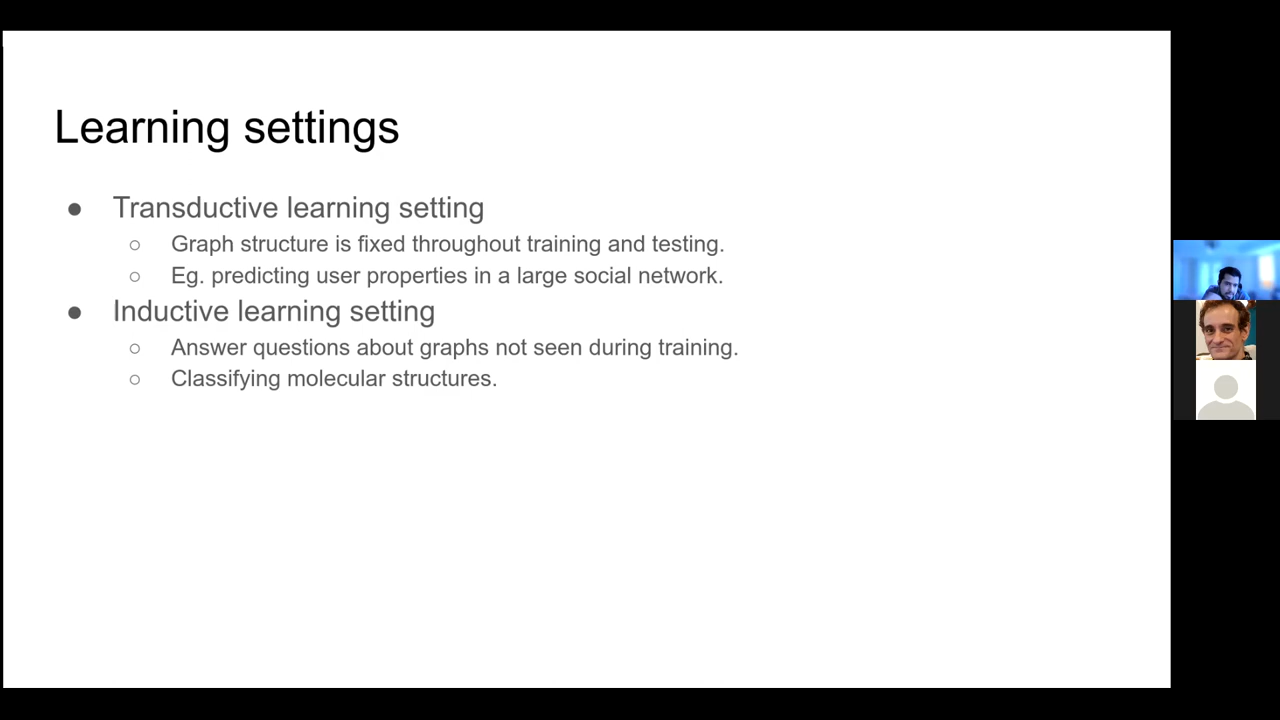 Learning settings
● Transductive learning setting
○ Graph structure is fixed throughout training and testing.
○ Eg. predicting user properties in a large social network.
● Inductive learning setting
○ Answer questions about graphs not seen during training.
○ Classifying molecular structures.